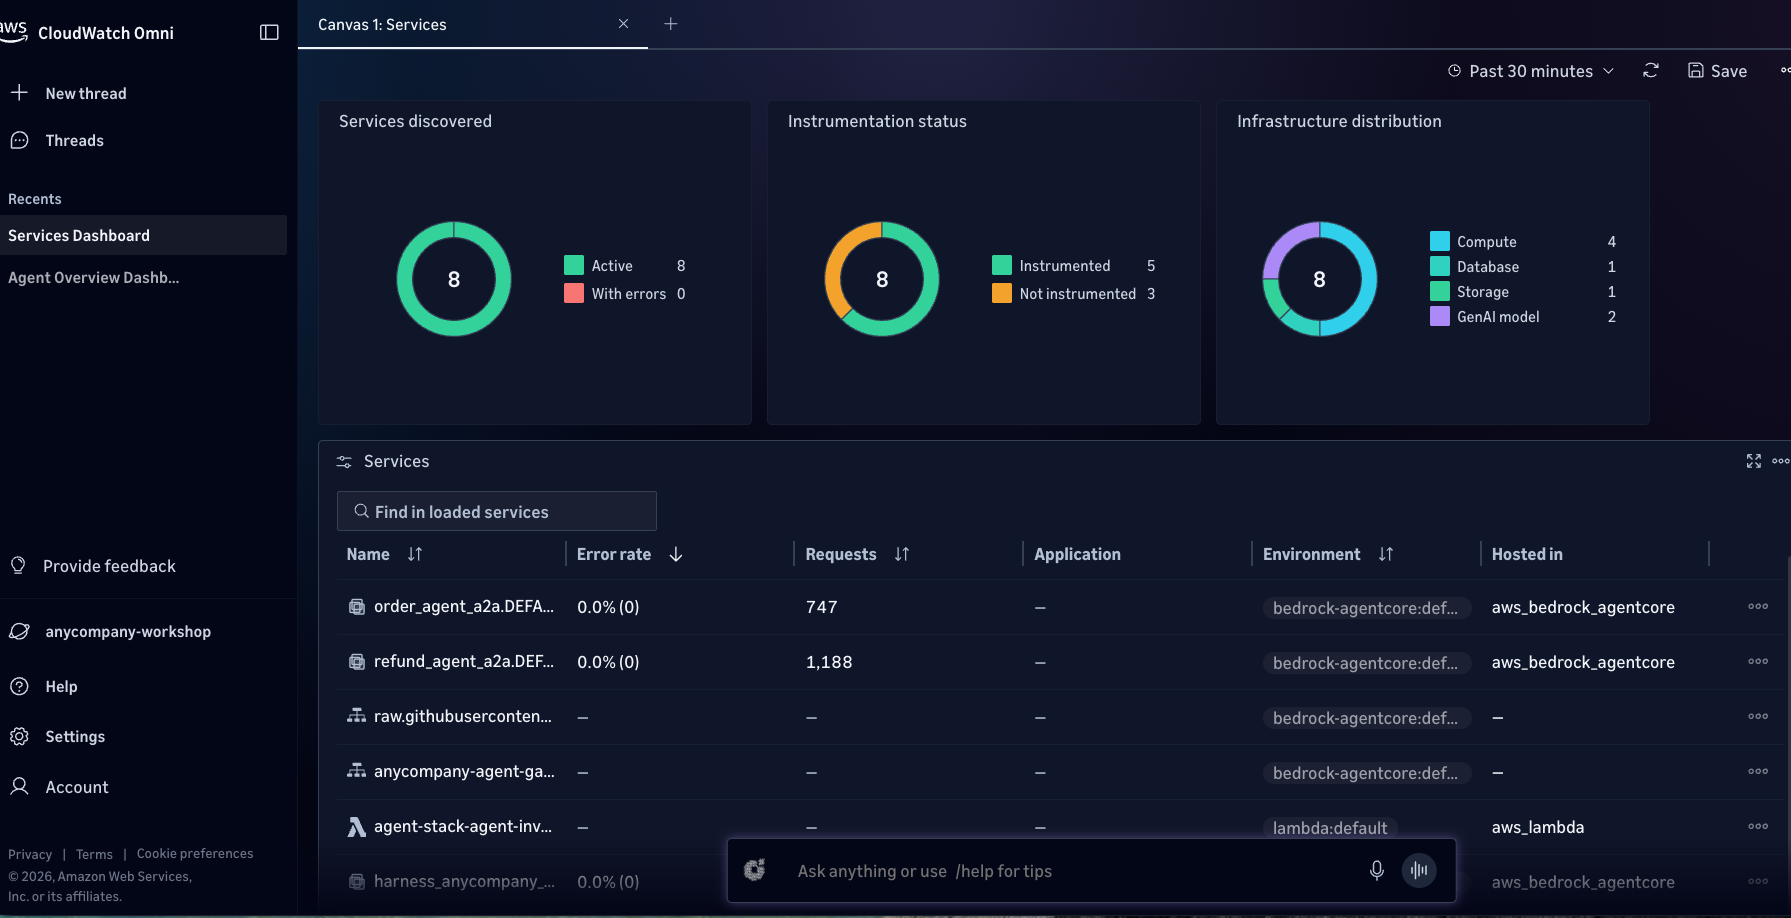 aws
CloudWatch Omni
New thread
Threads
Recents
Services Dashboard
Agent Overview Dashb...
Provide feedback
anycompany-workshop
Help
Settings
Account
Privacy | Terms | Cookie preferences
© 2026, Amazon Web Services,
Inc. or its affiliates.
Canvas 1: Services
Past 30 minutes
Save
Services discovered
8
Active 8
With errors 0
Instrumentation status
8
Instrumented 5
Not instrumented 3
Infrastructure distribution
8
Compute 4
Database 1
Storage 1
GenAI model 2
Services
Find in loaded services
Name Error rate Requests Application Environment Hosted in
order_agent_a2a.DEFA... 0.0% (0) 747 – bedrock-agentcore:def... aws_bedrock_agentcore
refund_agent_a2a.DEF... 0.0% (0) 1,188 – bedrock-agentcore:def... aws_bedrock_agentcore
raw.githubuserconten... – – – bedrock-agentcore:def... –
anycompany-agent-ga... – – – bedrock-agentcore:def... –
agent-stack-agent-inv... – – – lambda:default aws_lambda
harness_anycompany_... 0.0% (0) aws_bedrock_agentcore
Ask anything or use /help for tips